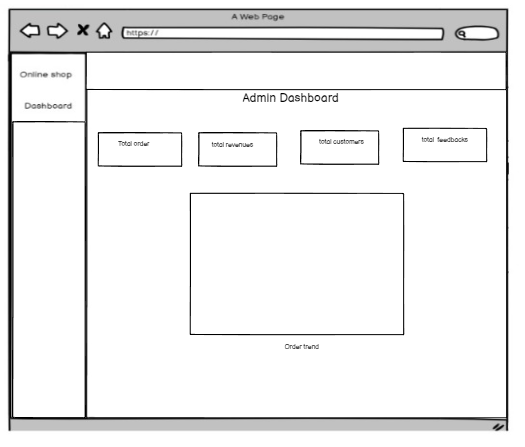 A Web Page
https://
Online shop
Dashboard
Admin Dashboard
Total order
total revenues
total customers
total feedbacks
Order trend